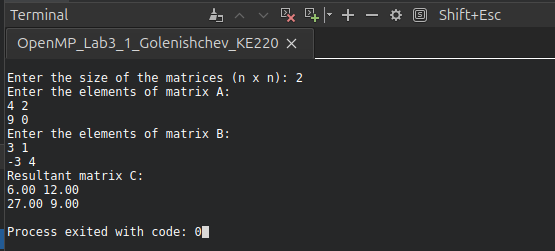 Terminal
Shift+Esc
OpenMP_Lab3_1_Golenishchev_KE220
Enter the size of the matrices (n x n): 2
Enter the elements of matrix A:
4 2
9 0
Enter the elements of matrix B:
3 1
-3 4
Resultant matrix C:
6.00 12.00
27.00 9.00
Process exited with code: 0